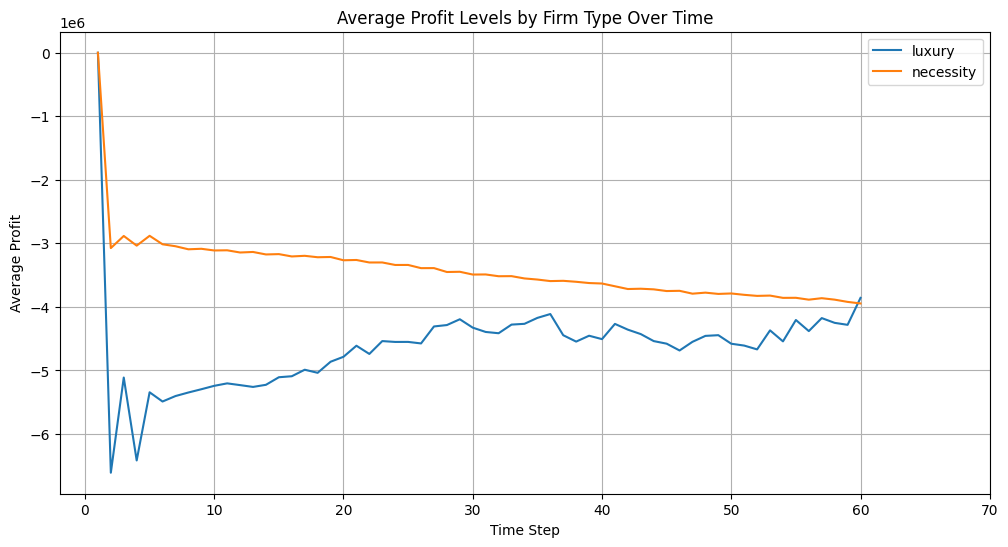 Average Profit Levels by Firm Type Over Time
1e6
luxury
necessity
0
−1
−2
−3
−4
−5
−6
Average Profit
0 10 20 30 40 50 60 70
Time Step